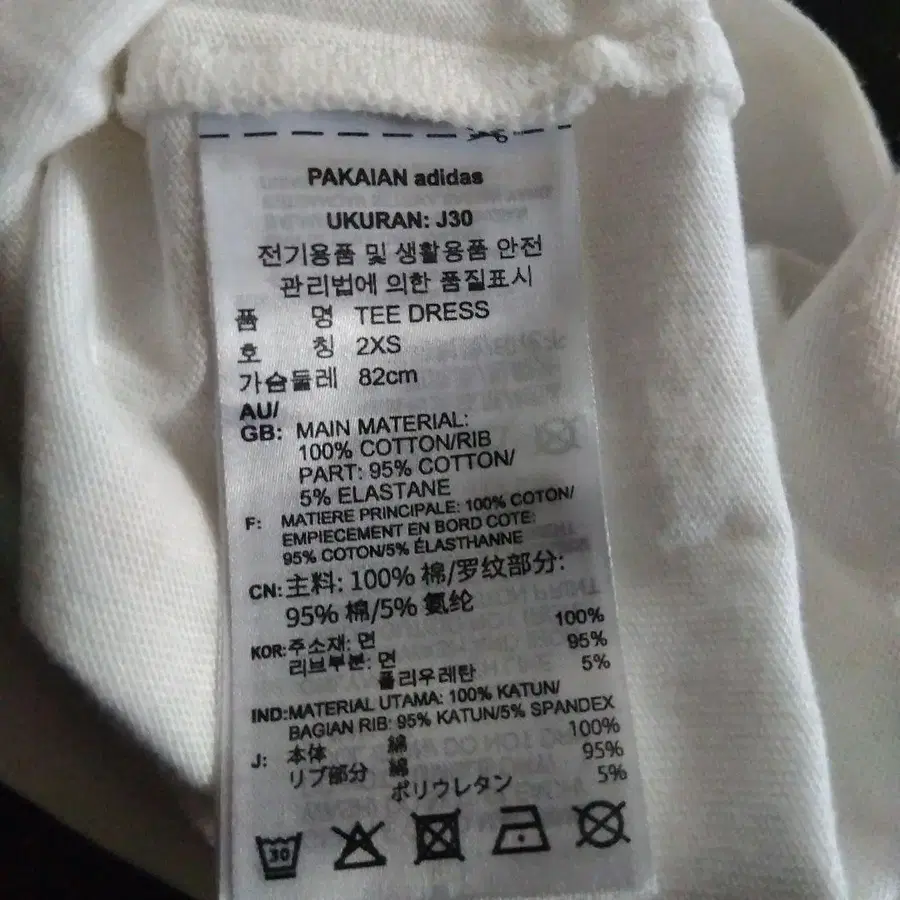 PAKAIAN adidas
UKURAN: J30
전기용품 및 생활용품 안전
관리법에 의한 품질표시
품 명 TEE DRESS
호 칭 2XS
가슴둘레 82cm
AU/
GB: MAIN MATERIAL:
100% COTTON/RIB
PART: 95% COTTON/
5% ELASTANE
F: MATIERE PRINCIPALE: 100% COTON/
EMPIECEMENT EN BORD COTE:
95% COTON/5% ÉLASTHANNE
CN: 主料: 100% 棉/罗纹部分:
95% 棉/5% 氨纶
KOR: 주소재: 면 100%
리브부분: 면 95%
폴리우레탄 5%
IND: MATERIAL UTAMA: 100% KATUN/
BAGIAN RIB: 95% KATUN/5% SPANDEX
J: 本体 綿 100%
リブ部分 綿 95%
ポリウレタン 5%
30